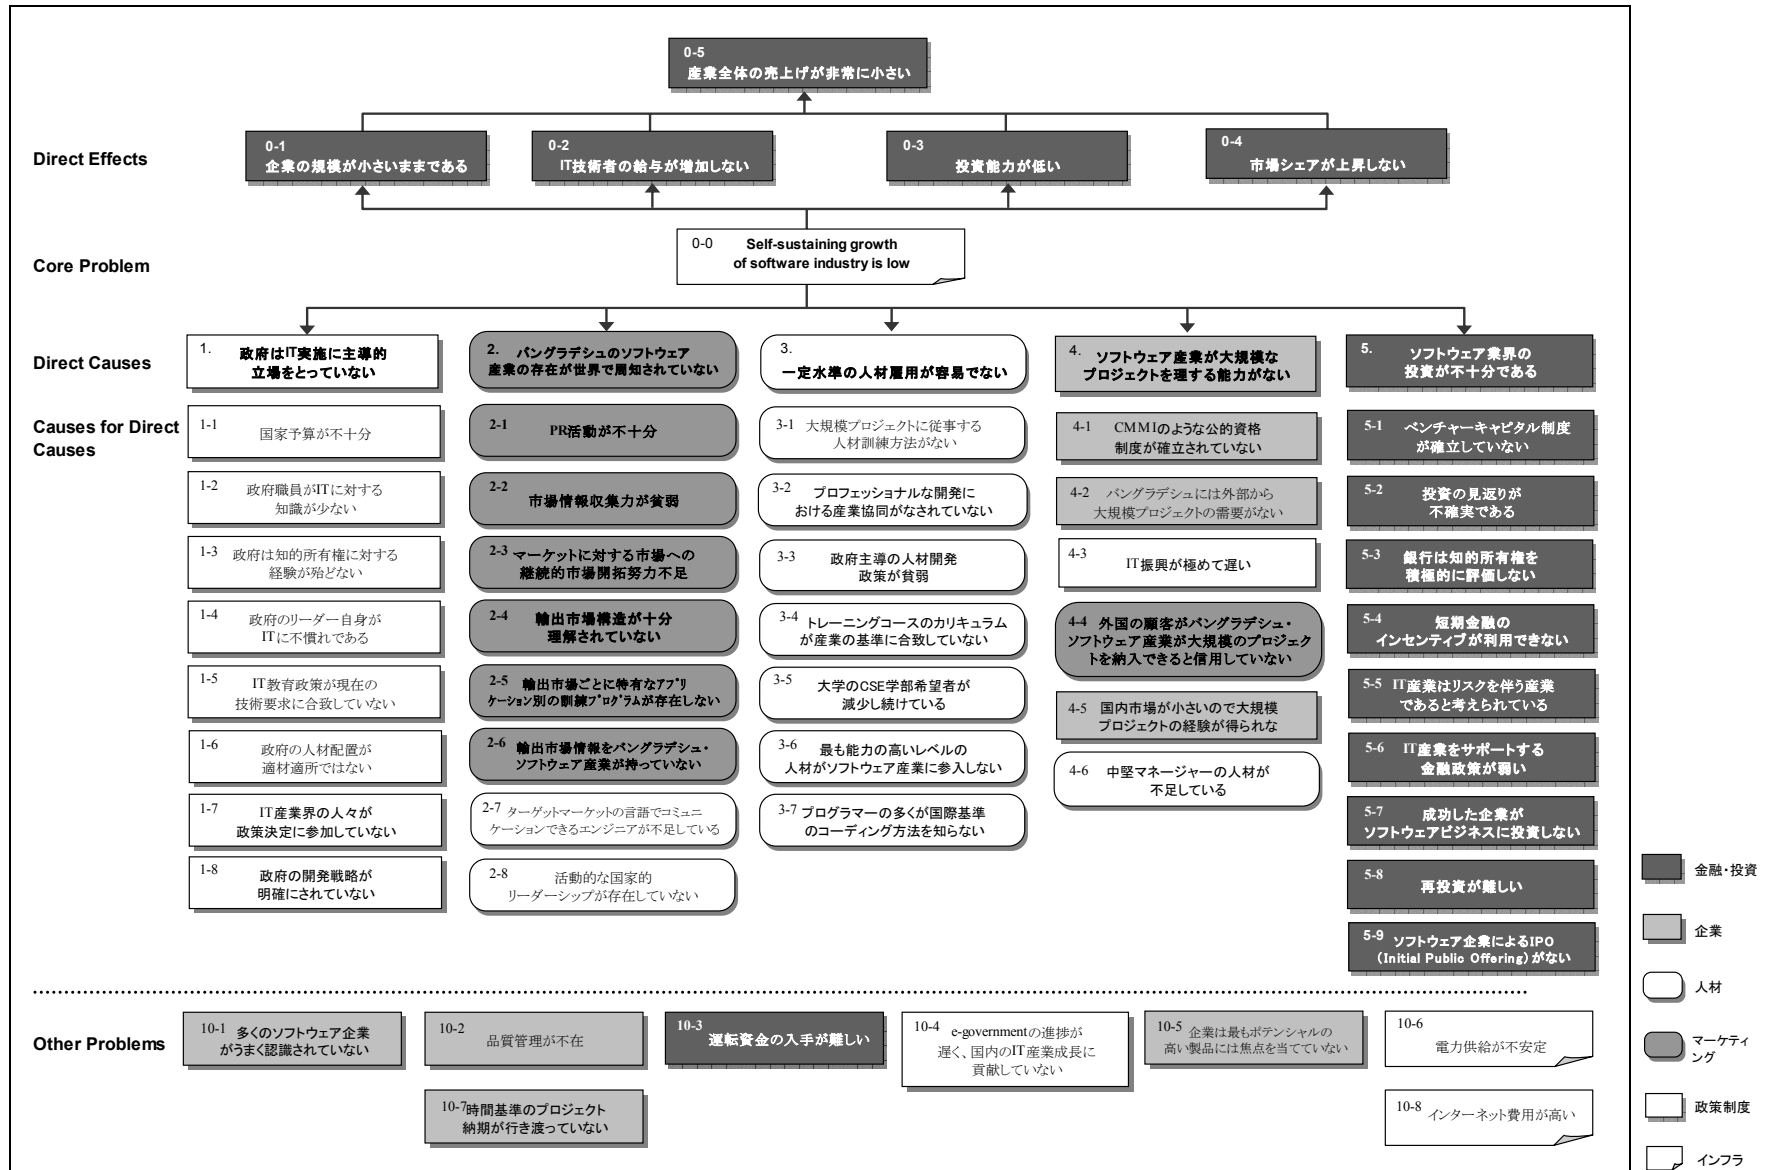 0-5
産業全体の売上げが非常に小さい
Direct Effects
0-1
企業の規模が小さいままである
0-2
IT技術者の給与が増加しない
0-3
投資能力が低い
0-4
市場シェアが上昇しない
Core Problem
0-0 Self-sustaining growth
of software industry is low
Direct Causes
1. 政府はIT実施に主導的
立場をとっていない
2. バングラデシュのソフトウェア
産業の存在が世界で周知されていない
3.
一定水準の人材雇用が容易でない
4. ソフトウェア産業が大規模な
プロジェクトを理する能力がない
5. ソフトウェア業界の
投資が不十分である
Causes for Direct
Causes
1-1
国家予算が不十分
1-2 政府職員がITに対する
知識が少ない
1-3 政府は知的所有権に対する
経験が殆どない
1-4 政府のリーダー自身が
ITに不慣れである
1-5 IT教育政策が現在の
技術要求に合致していない
1-6 政府の人材配置が
適材適所ではない
1-7 IT産業界の人々が
政策決定に参加していない
1-8 政府の開発戦略が
明確にされていない
2-1 PR活動が不十分
2-2
市場情報収集力が貧弱
2-3 マーケットに対する市場への
継続的市場開拓努力不足
2-4 輸出市場構造が十分
理解されていない
2-5 輸出市場ごとに特有なアプリ
ケーション別の訓練プログラムが存在しない
2-6 輸出市場情報をバングラデシュ・
ソフトウェア産業が持っていない
2-7 ターゲットマーケットの言語でコミュニ
ケーションできるエンジニアが不足している
2-8 活動的な国家的
リーダーシップが存在していない
3-1 大規模プロジェクトに従事する
人材訓練方法がない
3-2 プロフェッショナルな開発に
おける産業協同がなされていない
3-3 政府主導の人材開発
政策が貧弱
3-4 トレーニングコースのカリキュラム
が産業の基準に合致していない
3-5 大学のCSE学部希望者が
減少し続けている
3-6 最も能力の高いレベルの
人材がソフトウェア産業に参入しない
3-7 プログラマーの多くが国際基準
のコーディング方法を知らない
4-1 CMMIのような公的資格
制度が確立されていない
4-2 バングラデシュには外部から
大規模プロジェクトの需要がない
4-3
IT振興が極めて遅い
4-4 外国の顧客がバングラデシュ・
ソフトウェア産業が大規模のプロジェク
トを納入できると信用していない
4-5 国内市場が小さいので大規模
プロジェクトの経験が得られな
4-6 中堅マネージャーの人材が
不足している
5-1 ベンチャーキャピタル制度
が確立していない
5-2 投資の見返りが
不確実である
5-3 銀行は知的所有権を
積極的に評価しない
5-4 短期金融の
インセンティブが利用できない
5-5 IT産業はリスクを伴う産業
であると考えられている
5-6 IT産業をサポートする
金融政策が弱い
5-7 成功した企業が
ソフトウェアビジネスに投資しない
5-8
再投資が難しい
5-9 ソフトウェア企業によるIPO
(Initial Public Offering)がない
Other Problems
10-1 多くのソフトウェア企業
がうまく認識されていない
10-2
品質管理が不在
10-3
運転資金の入手が難しい
10-4 e-governmentの進捗が
遅く、国内のIT産業成長に
貢献していない
10-5 企業は最もポテンシャルの
高い製品には焦点を当てていない
10-6
電力供給が不安定
10-7 時間基準のプロジェクト
納期が行き渡っていない
10-8
インターネット費用が高い
金融・投資
企業
人材
マーケティ
ング
政策制度
インフラ